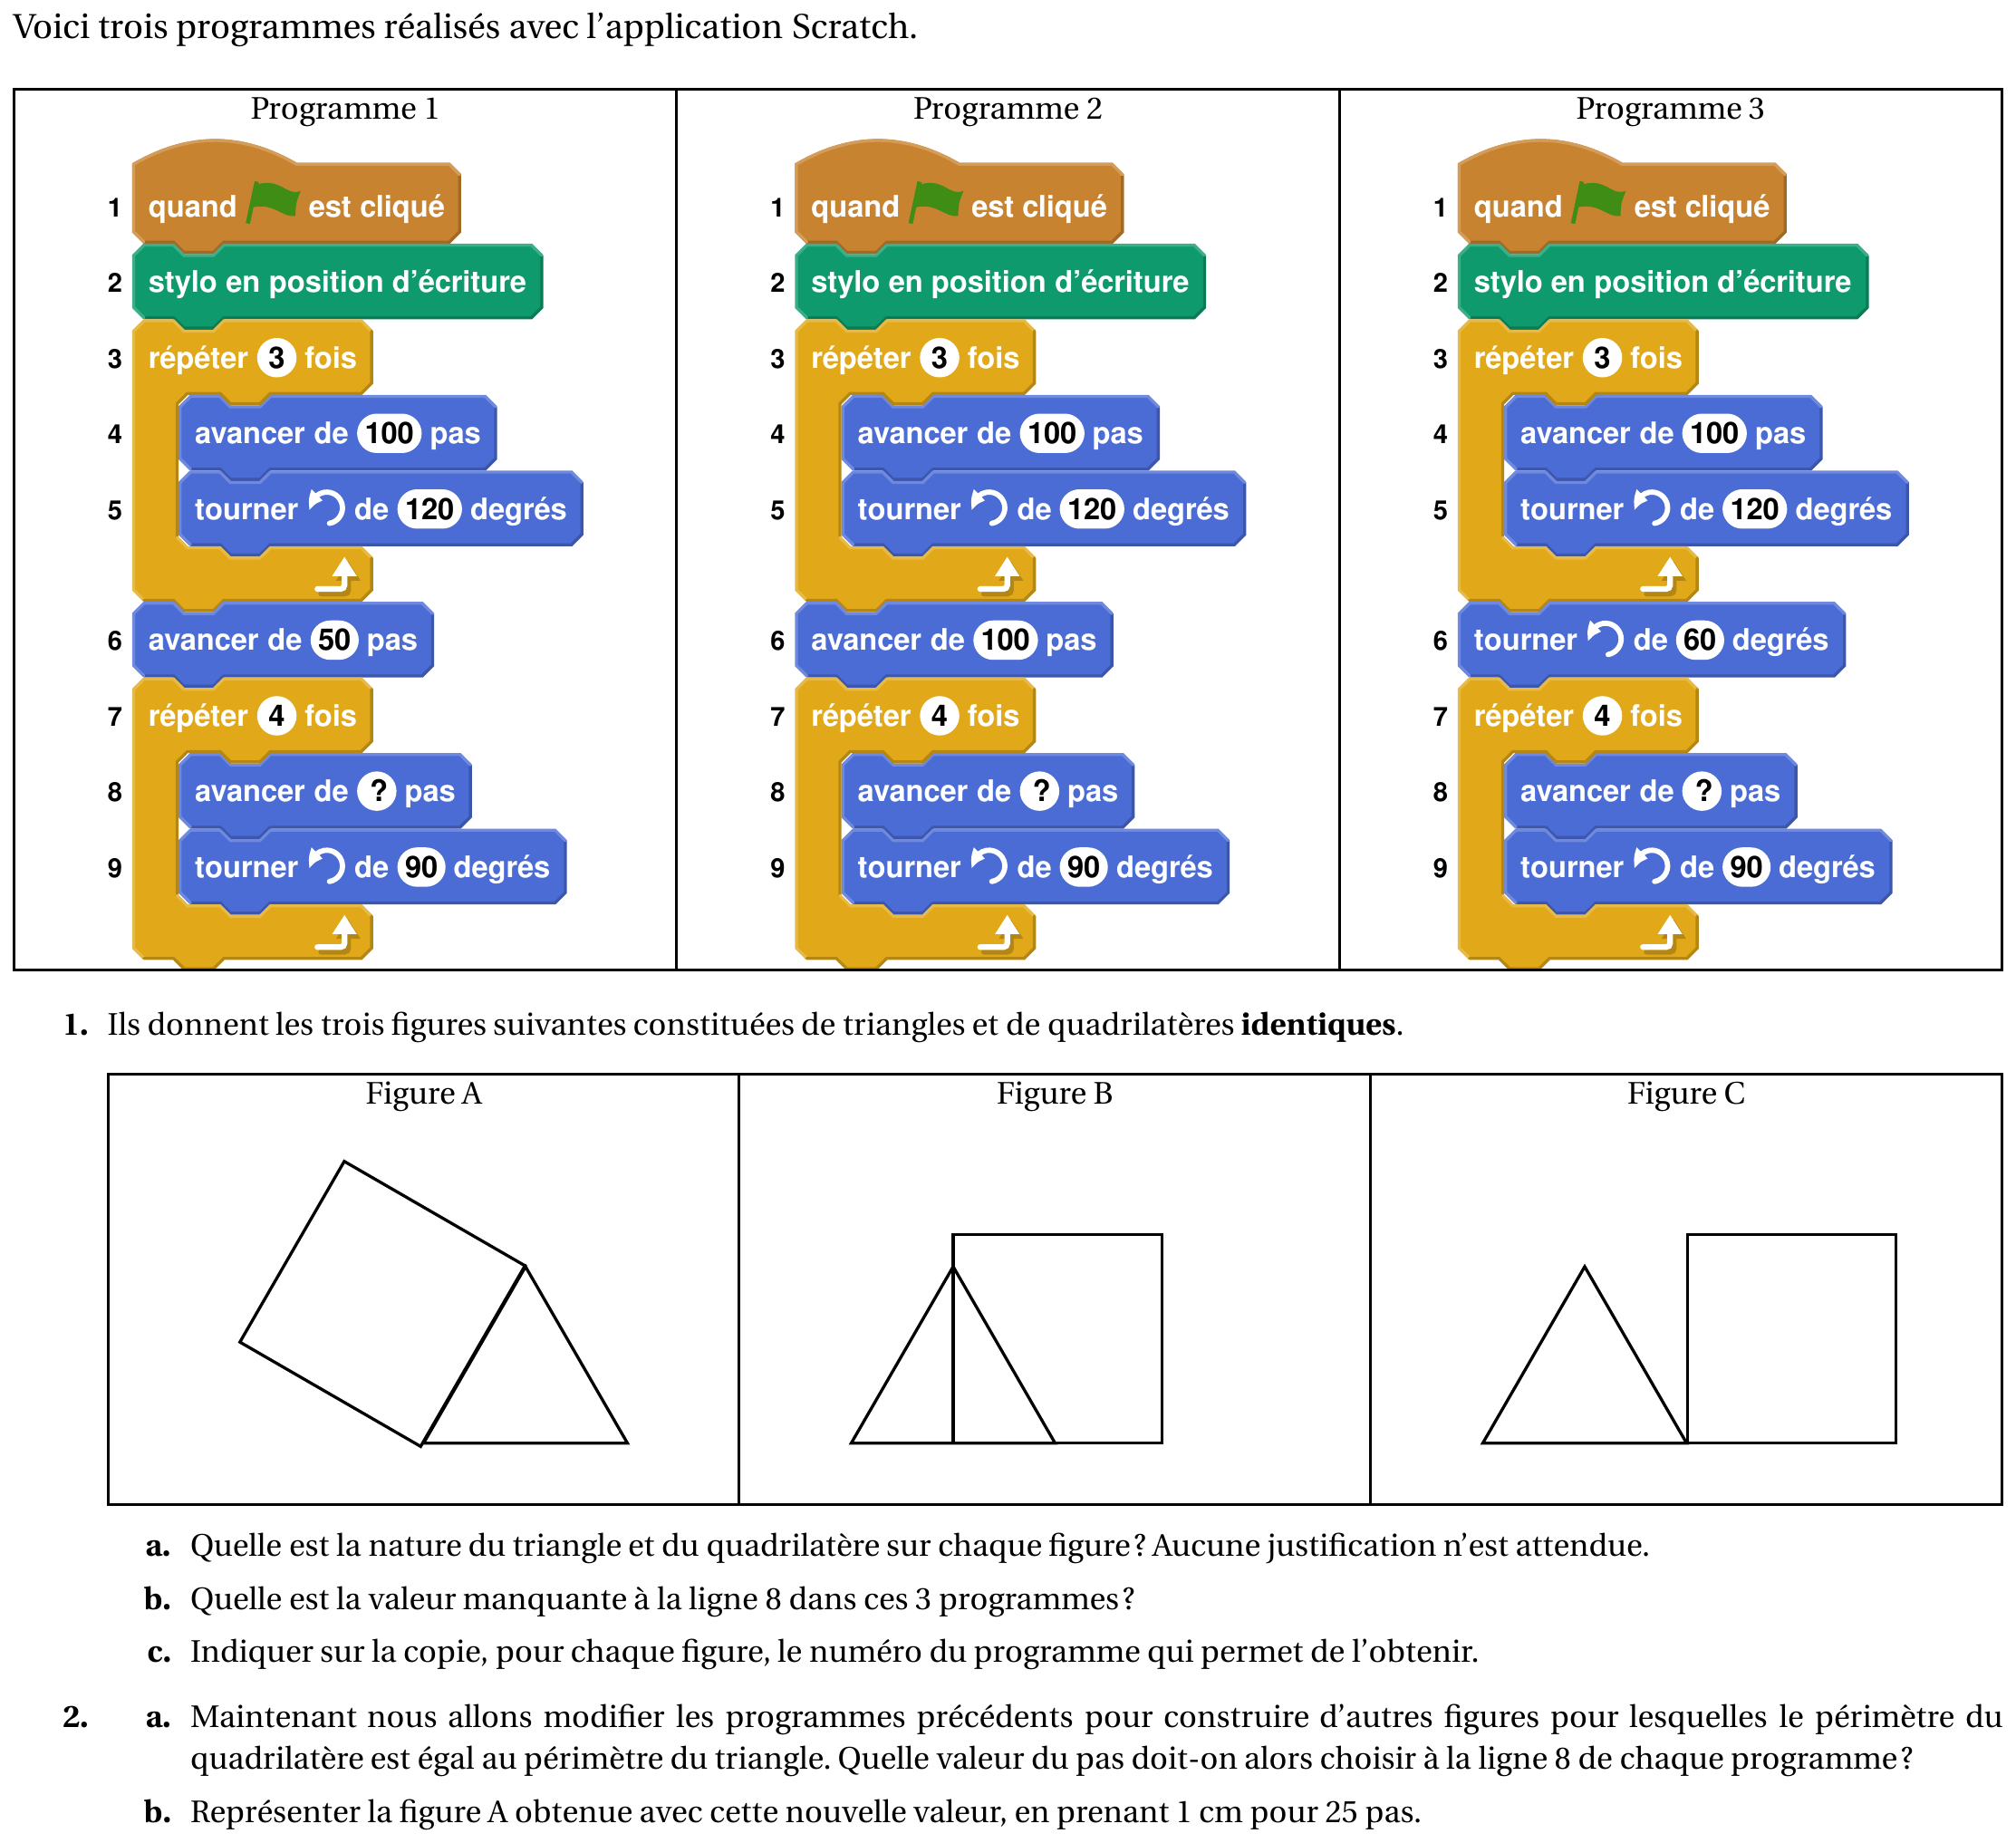 Voici trois programmes réalisés avec l'application Scratch.
Programme 1
1 quand est cliqué
2 stylo en position d'écriture
3 répéter 3 fois
4 avancer de 100 pas
5 tourner de 120 degrés
6 avancer de 50 pas
7 répéter 4 fois
8 avancer de ? pas
9 tourner de 90 degrés
Programme 2
1 quand est cliqué
2 stylo en position d'écriture
3 répéter 3 fois
4 avancer de 100 pas
5 tourner de 120 degrés
6 avancer de 100 pas
7 répéter 4 fois
8 avancer de ? pas
9 tourner de 90 degrés
Programme 3
1 quand est cliqué
2 stylo en position d'écriture
3 répéter 3 fois
4 avancer de 100 pas
5 tourner de 120 degrés
6 tourner de 60 degrés
7 répéter 4 fois
8 avancer de ? pas
9 tourner de 90 degrés
1. Ils donnent les trois figures suivantes constituées de triangles et de quadrilatères identiques.
Figure A
Figure B
Figure C
a. Quelle est la nature du triangle et du quadrilatère sur chaque figure ? Aucune justification n'est attendue.
b. Quelle est la valeur manquante à la ligne 8 dans ces 3 programmes ?
c. Indiquer sur la copie, pour chaque figure, le numéro du programme qui permet de l'obtenir.
2. a. Maintenant nous allons modifier les programmes précédents pour construire d'autres figures pour lesquelles le périmètre du
quadrilatère est égal au périmètre du triangle. Quelle valeur du pas doit-on alors choisir à la ligne 8 de chaque programme ?
b. Représenter la figure A obtenue avec cette nouvelle valeur, en prenant 1 cm pour 25 pas.